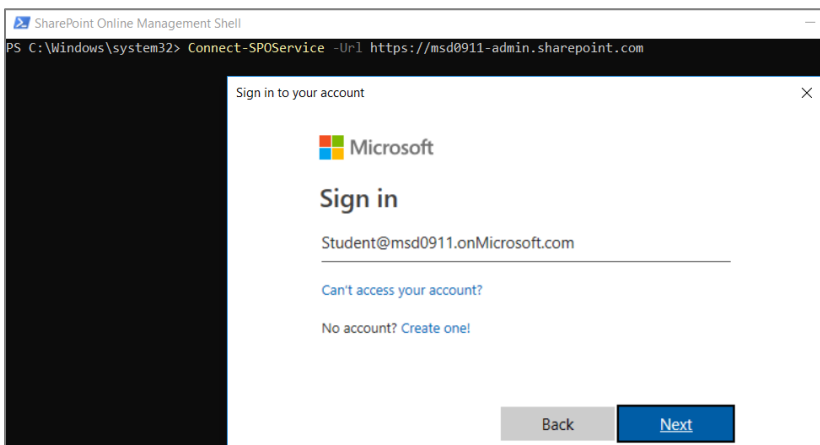 SharePoint Online Management Shell
PS C:\Windows\system32> Connect-SPOService -Url https://msd0911-admin.sharepoint.com
Sign in to your account
Microsoft
Sign in
Student@msd0911.onMicrosoft.com
Can't access your account?
No account? Create one!
Back Next